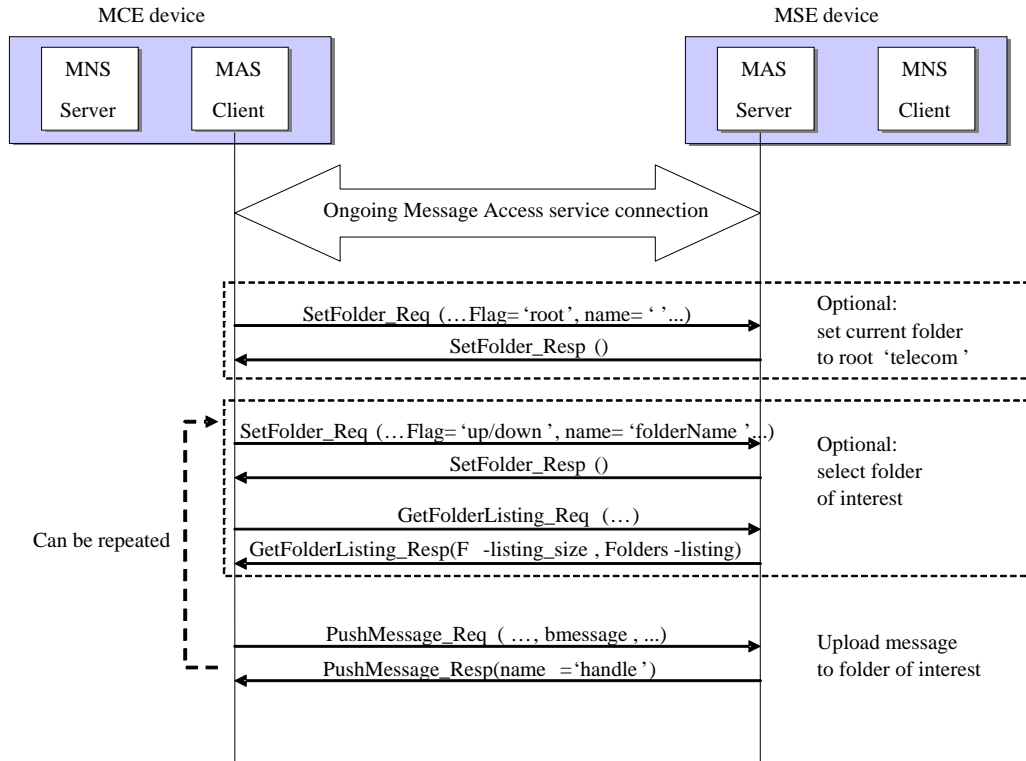 MCE device
MSE device
MNS
Server
MAS
Client
MAS
Server
MNS
Client
Ongoing Message Access service connection
SetFolder_Req (…Flag= ‘root’, name= ‘ ’...)
SetFolder_Resp ()
Optional:
set current folder
to root ‘telecom ’
SetFolder_Req (…Flag= ‘up/down ’, name= ‘folderName ’...)
SetFolder_Resp ()
GetFolderListing_Req (…)
GetFolderListing_Resp(F -listing_size , Folders -listing)
Optional:
select folder
of interest
Can be repeated
PushMessage_Req ( …, bmessage , ...)
PushMessage_Resp(name =‘handle ’)
Upload message
to folder of interest